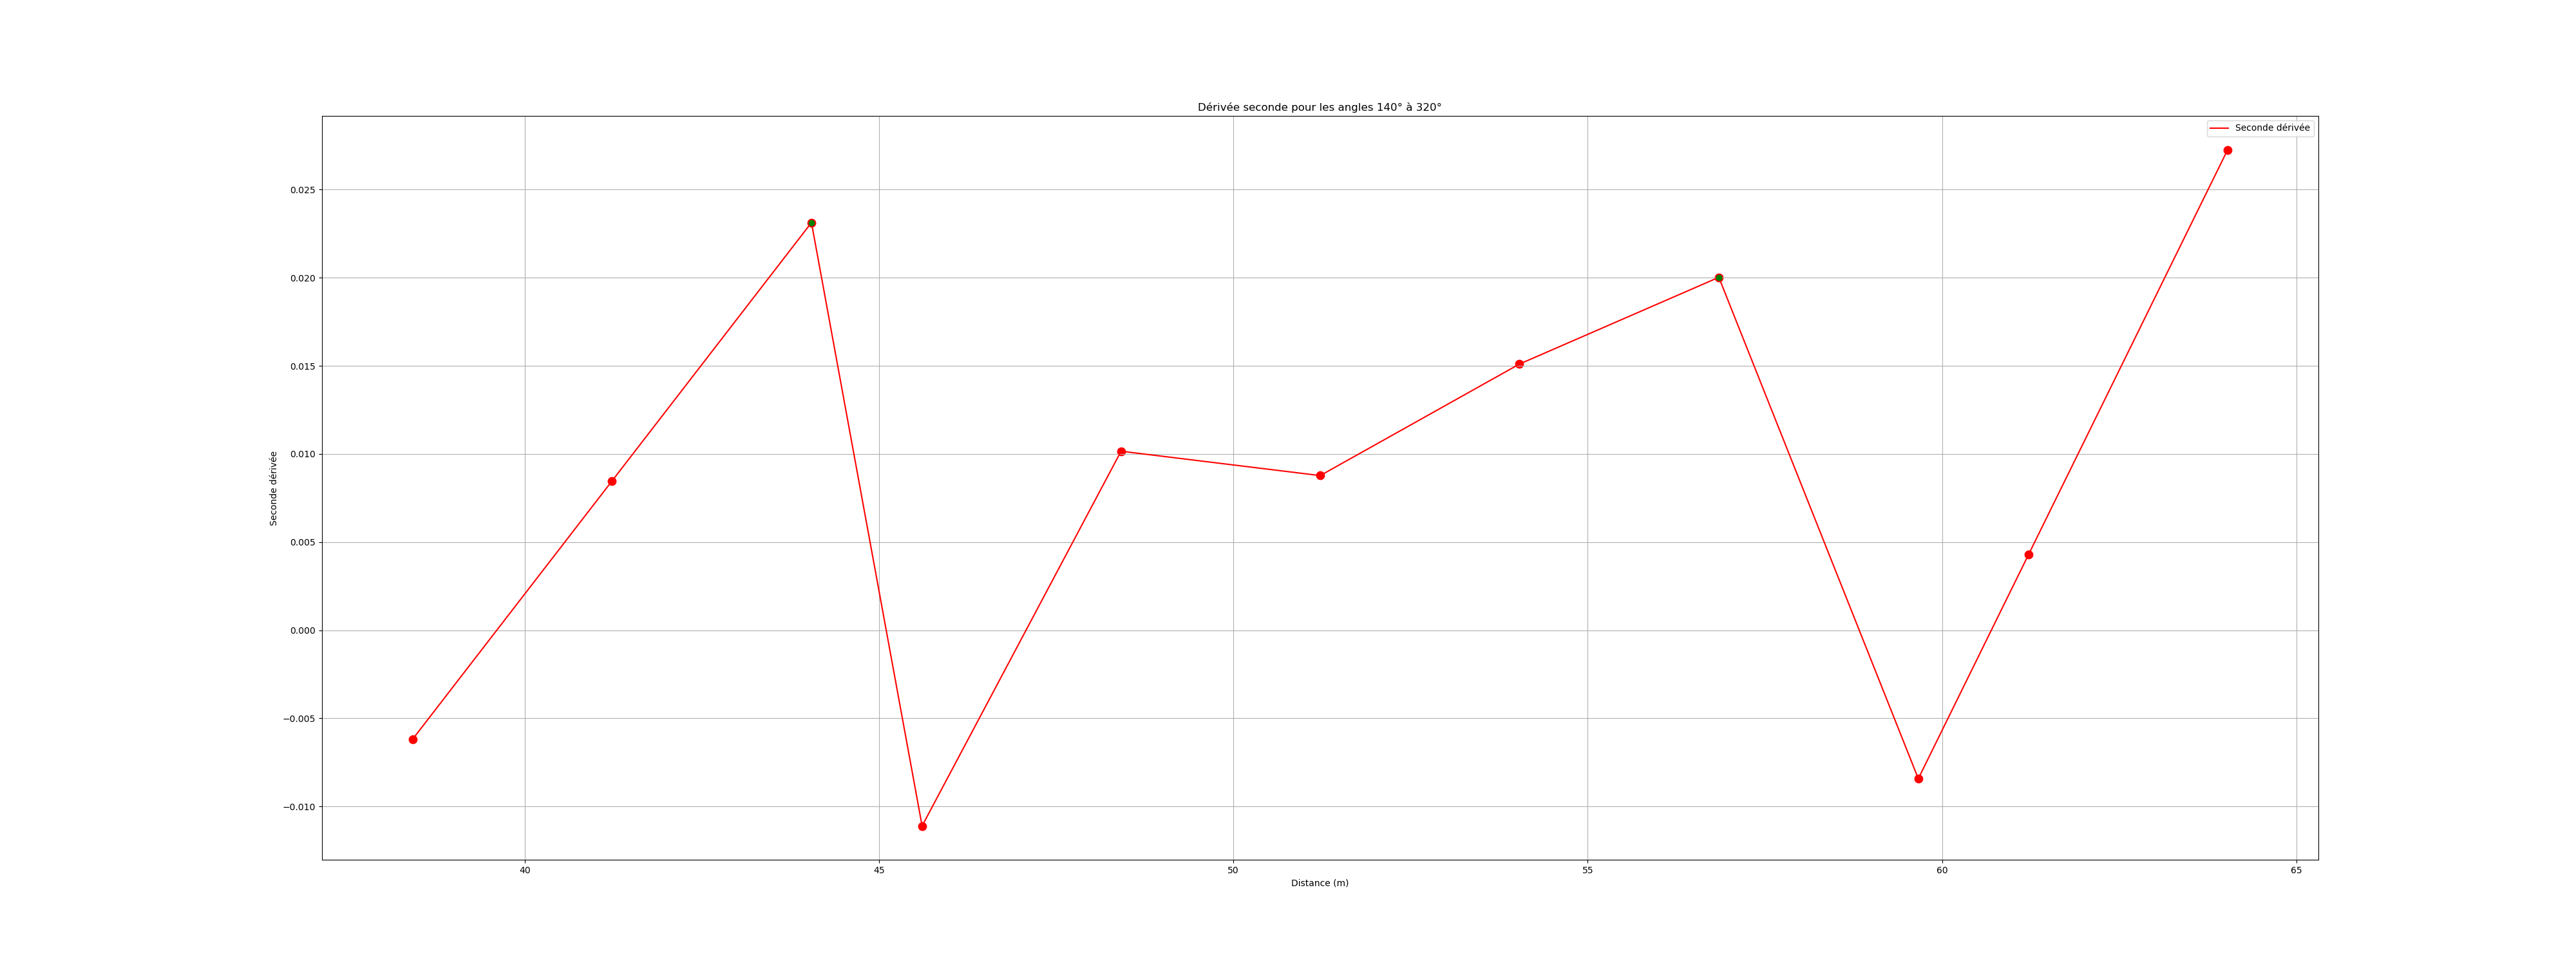 Dérivée seconde pour les angles 140° à 320°
Seconde dérivée
0.025
0.020
0.015
0.010
0.005
0.000
−0.005
−0.010
Seconde dérivée
40 45 50 55 60 65
Distance (m)